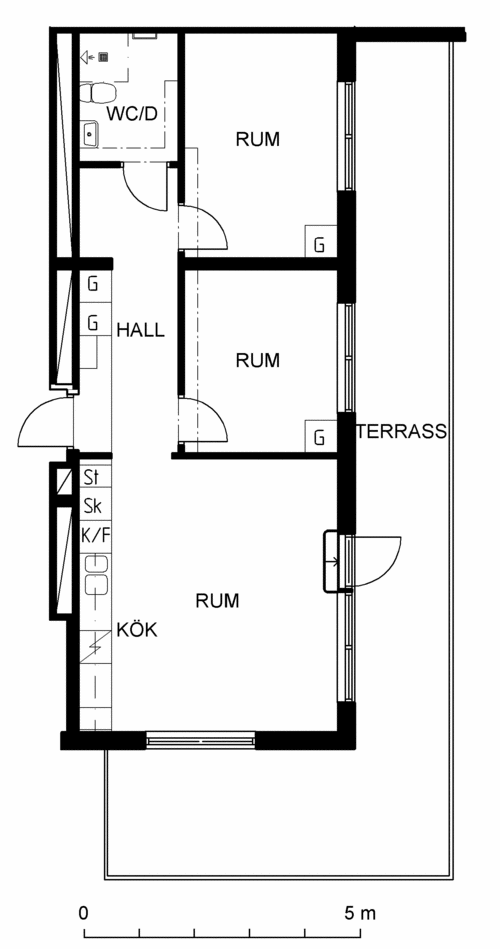 WC/D
RUM
G
G
G
HALL
RUM
G
TERRASS
St
Sk
K/F
RUM
KÖK
0 5 m